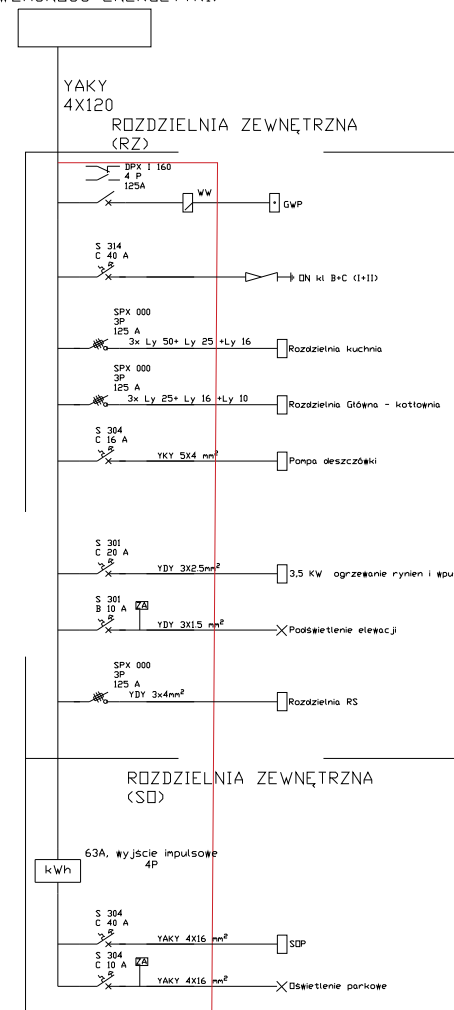 YAKY
4X120
ROZDZIELNIA ZEWNĘTRZNA
(RZ)
DPX I 160
4 P
125A
WW
GWP
S 314
C 40 A
ON kl B+C (I+II)
SPX 000
3P
125 A
3x Ly 50+ Ly 25 +Ly 16
Rozdzielnia kuchnia
SPX 000
3P
125 A
3x Ly 25+ Ly 16 +Ly 10
Rozdzielnia Główna - kotłownia
S 304
C 16 A
YKY 5X4 mm²
Pompa deszczówki
S 301
C 20 A
YDY 3X2.5mm²
3,5 KW ogrzewanie rynien i wpu
S 301
B 10 A
ZA
YDY 3X1.5 mm²
Podświetlenie elewacji
SPX 000
3P
125 A
YDY 3x4mm²
Rozdzielnia RS
ROZDZIELNIA ZEWNĘTRZNA
(SO)
63A, wyjście impulsowe
4P
kWh
S 304
C 40 A
YAKY 4X16 mm²
SOP
S 304
C 10 A
ZA
YAKY 4X16 mm²
Oświetlenie parkowe